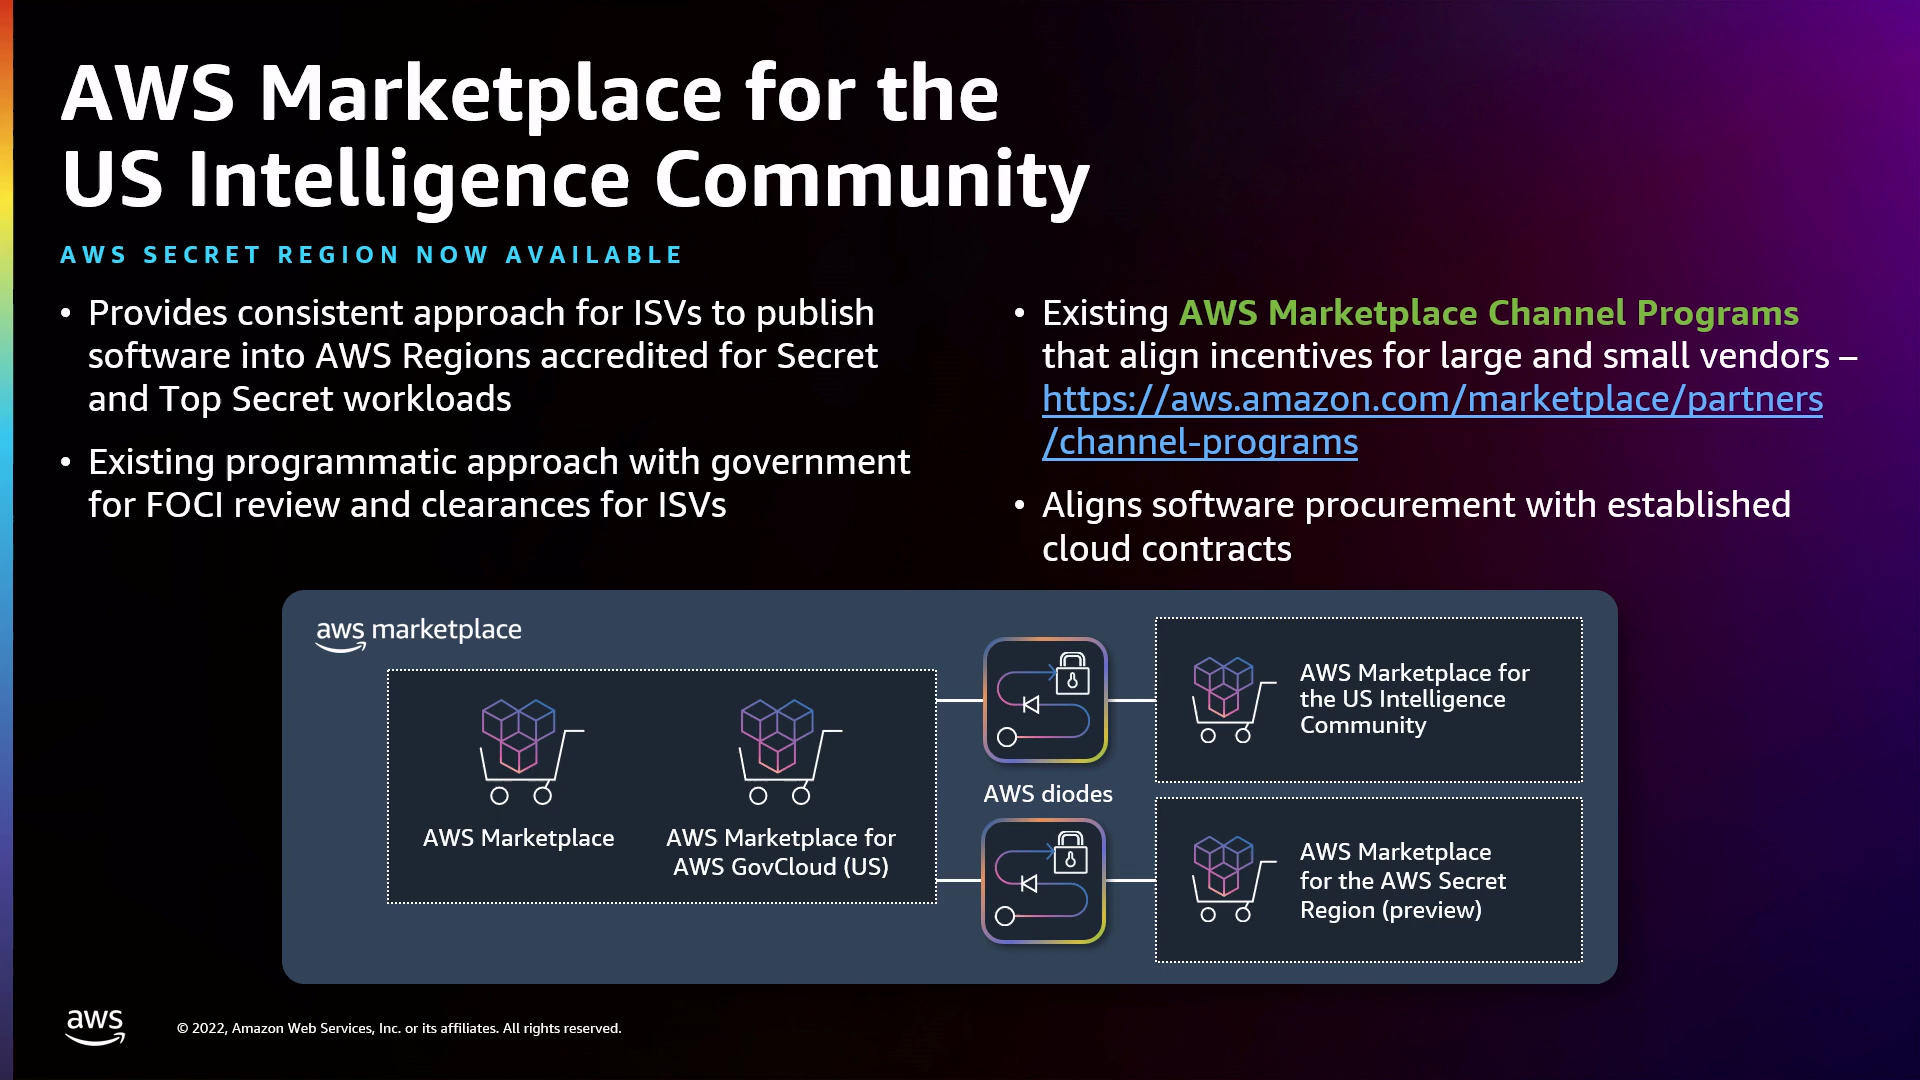 AWS Marketplace for the
US Intelligence Community
AWS SECRET REGION NOW AVAILABLE
• Provides consistent approach for ISVs to publish
software into AWS Regions accredited for Secret
and Top Secret workloads
• Existing programmatic approach with government
for FOCI review and clearances for ISVs
• Existing AWS Marketplace Channel Programs
that align incentives for large and small vendors –
https://aws.amazon.com/marketplace/partners
/channel-programs
• Aligns software procurement with established
cloud contracts
aws marketplace
AWS Marketplace
AWS Marketplace for
AWS GovCloud (US)
AWS diodes
AWS Marketplace for
the US Intelligence
Community
AWS Marketplace
for the AWS Secret
Region (preview)
aws
© 2022, Amazon Web Services, Inc. or its affiliates. All rights reserved.